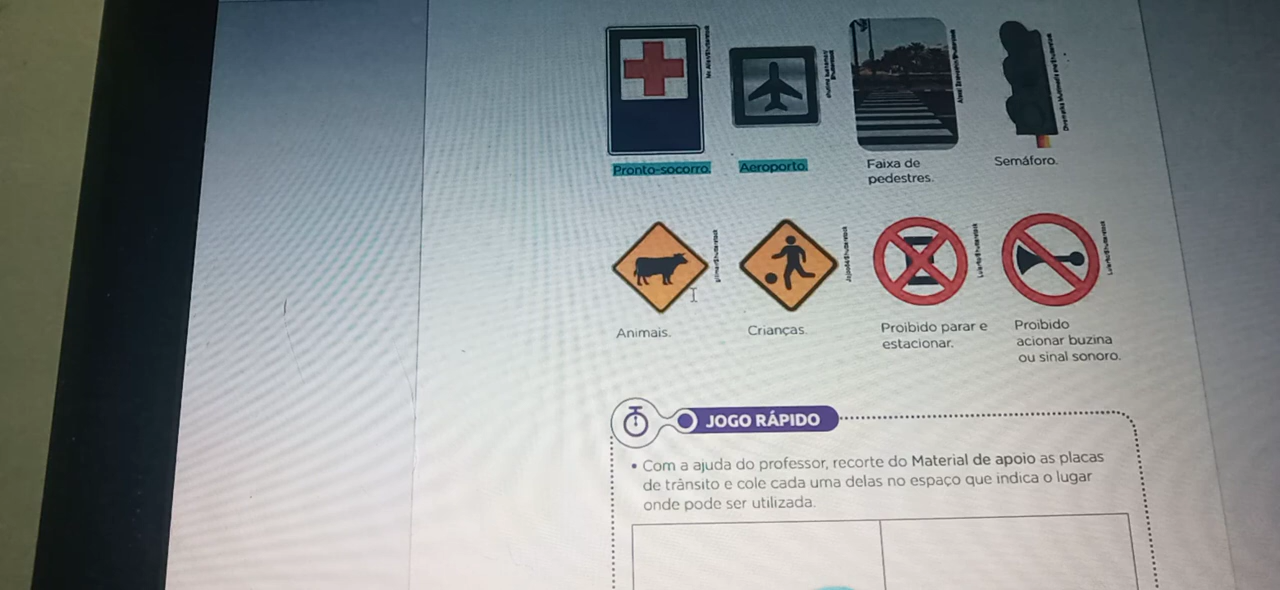 Pronto-socorro.
Aeroporto.
Faixa de
pedestres.
Semáforo.
Animais.
Crianças.
Proibido parar e
estacionar.
Proibido
acionar buzina
ou sinal sonoro.
JOGO RÁPIDO
• Com a ajuda do professor, recorte do Material de apoio as placas
de trânsito e cole cada uma delas no espaço que indica o lugar
onde pode ser utilizada.